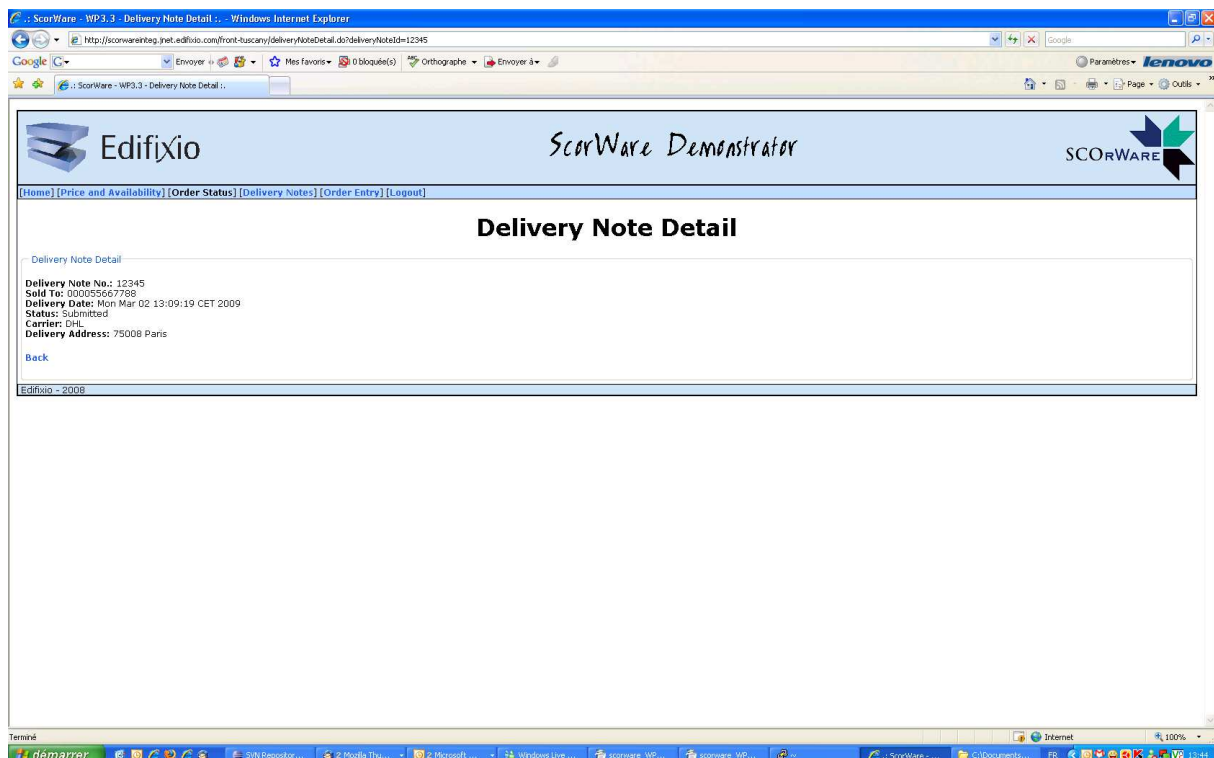 .: ScorWare - WP3.3 - Delivery Note Detail :. - Windows Internet Explorer
http://scorwareinteg.jnet.edifixio.com/front-tuscany/deliveryNoteDetail.do?deliveryNoteId=12345
Google
Google G Envoyer Mes favoris 0 bloquée(s) Orthographe Envoyer à Paramètres lenovo
.: ScorWare - WP3.3 - Delivery Note Detail :. Page Outils
Edifixio ScorWare Demonstrator SCORWARE
[Home] [Price and Availability] [Order Status] [Delivery Notes] [Order Entry] [Logout]
Delivery Note Detail
Delivery Note Detail
Delivery Note No.: 12345
Sold To: 000055667788
Delivery Date: Mon Mar 02 13:09:19 CET 2009
Status: Submitted
Carrier: DHL
Delivery Address: 75008 Paris
Back
Edifixio - 2008
Terminé Internet 100%
démarrer SVN Repositor... 2 Mozilla Thu... 2 Microsoft ... Windows Live ... scorware_WP... scorware_WP... ~ .: ScorWare - ... C:\Documents... FR 13:44